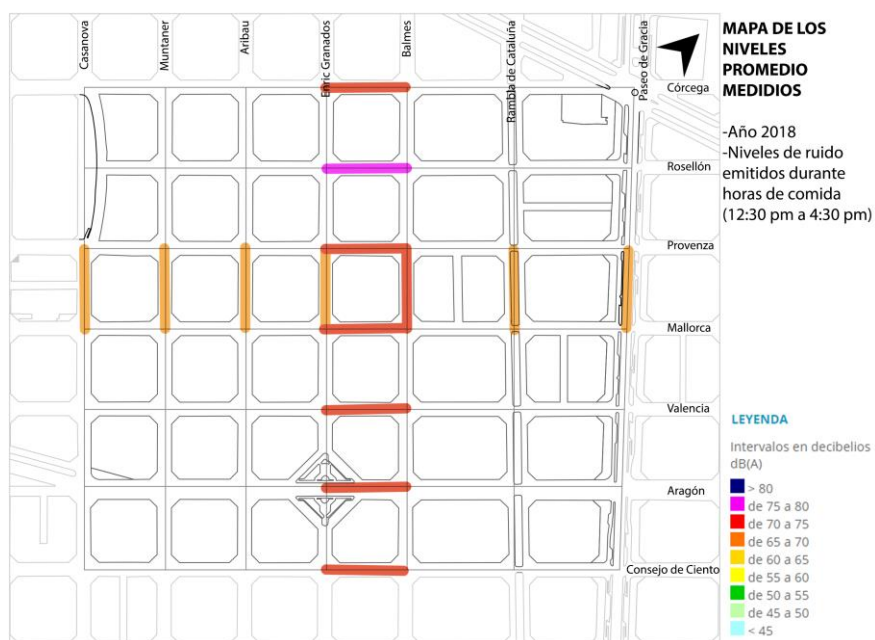 Casanova
Muntaner
Aribau
Enric Granados
Balmes
Rambla de Cataluña
Paseo de Gracia
MAPA DE LOS
NIVELES
PROMEDIO
MEDIDIOS
-Año 2018
-Niveles de ruido
emitidos durante
horas de comida
(12:30 pm a 4:30 pm)
Córcega
Rosellón
Provenza
Mallorca
Valencia
Aragón
Consejo de Ciento
LEYENDA
Intervalos en decibelios
dB(A)
> 80
de 75 a 80
de 70 a 75
de 65 a 70
de 60 a 65
de 55 a 60
de 50 a 55
de 45 a 50
< 45